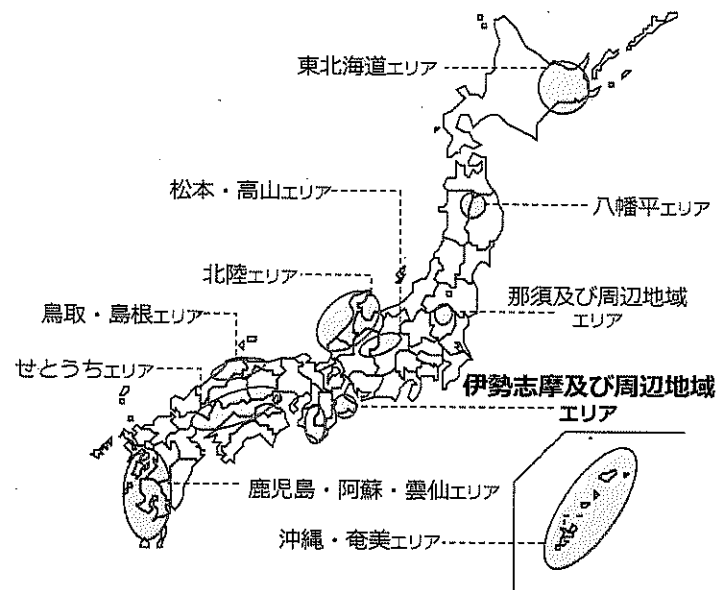 東北海道エリア
松本・高山エリア
八幡平エリア
北陸エリア
那須及び周辺地域
エリア
鳥取・島根エリア
せとうちエリア
伊勢志摩及び周辺地域
エリア
鹿児島・阿蘇・雲仙エリア
沖縄・奄美エリア